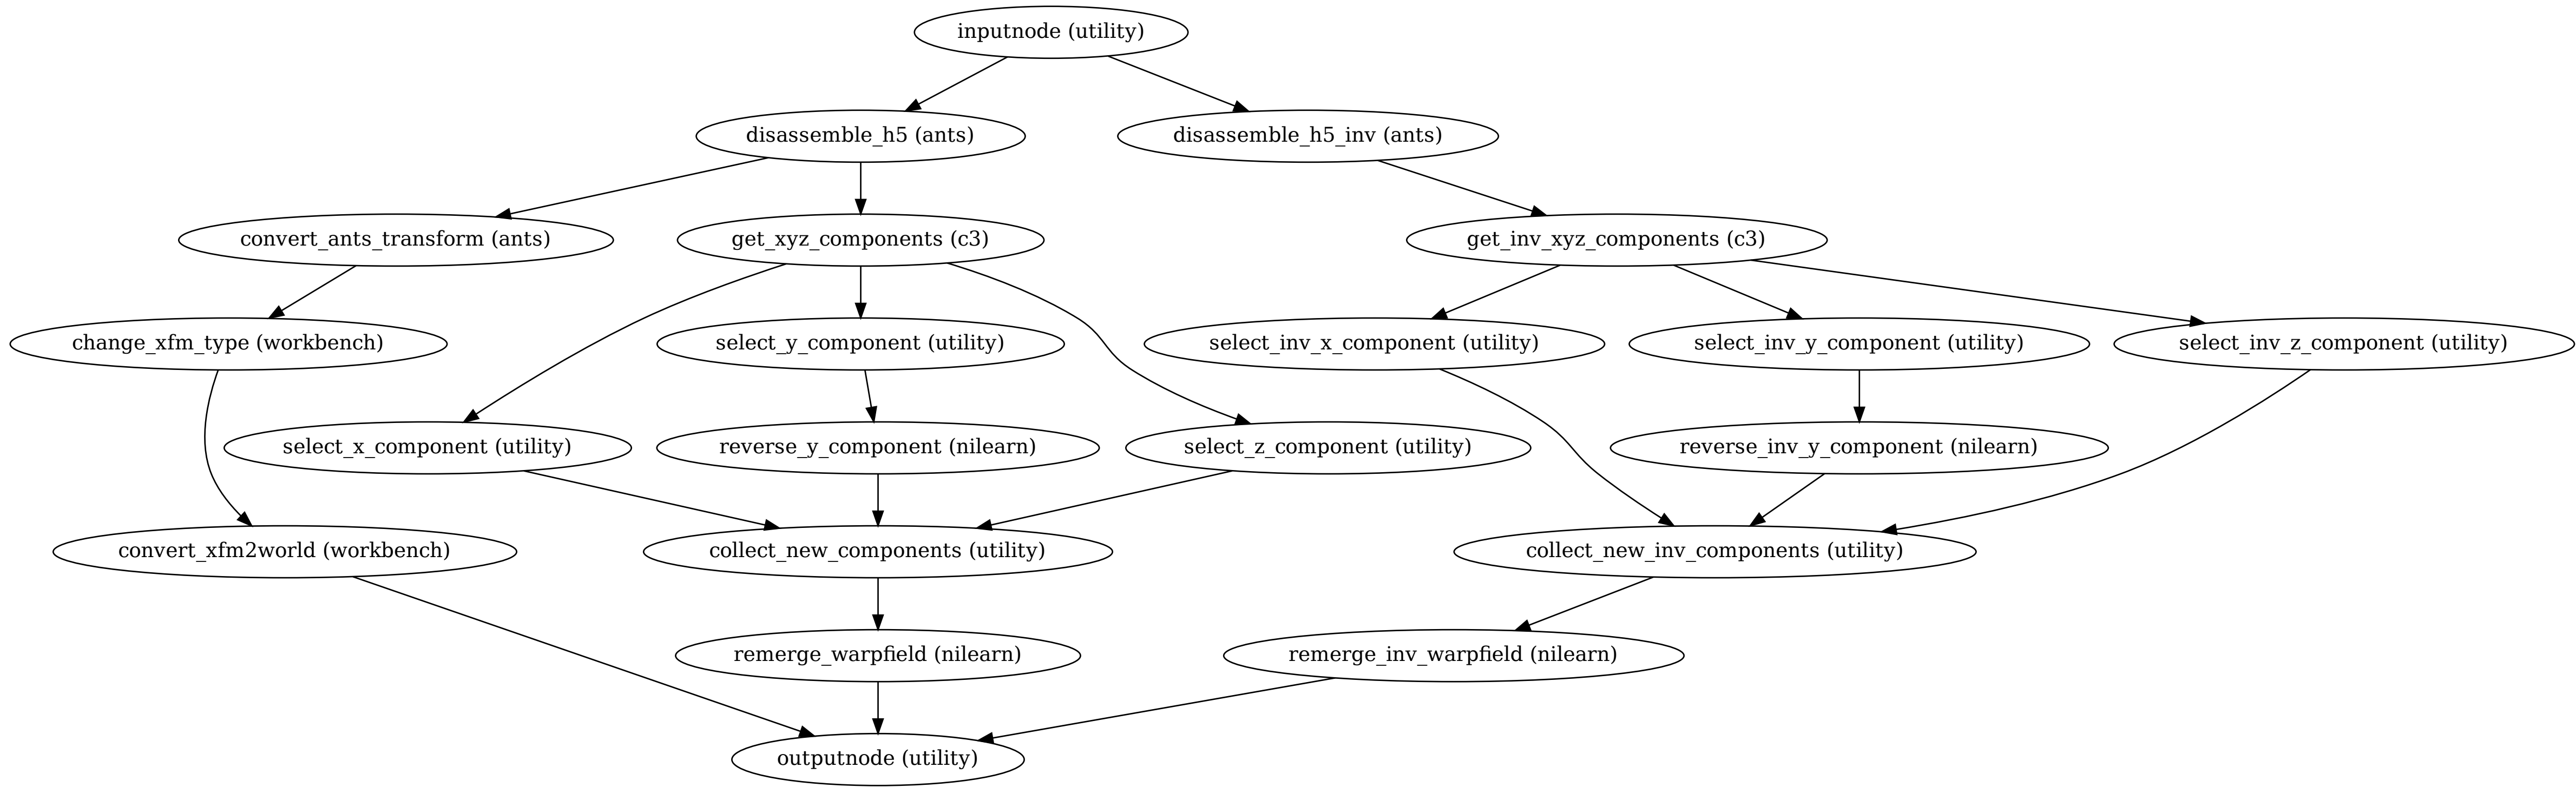 inputnode (utility)
disassemble_h5 (ants)
disassemble_h5_inv (ants)
convert_ants_transform (ants)
get_xyz_components (c3)
get_inv_xyz_components (c3)
change_xfm_type (workbench)
select_y_component (utility)
select_inv_x_component (utility)
select_inv_y_component (utility)
select_inv_z_component (utility)
select_x_component (utility)
reverse_y_component (nilearn)
select_z_component (utility)
reverse_inv_y_component (nilearn)
convert_xfm2world (workbench)
collect_new_components (utility)
collect_new_inv_components (utility)
remerge_warpfield (nilearn)
remerge_inv_warpfield (nilearn)
outputnode (utility)